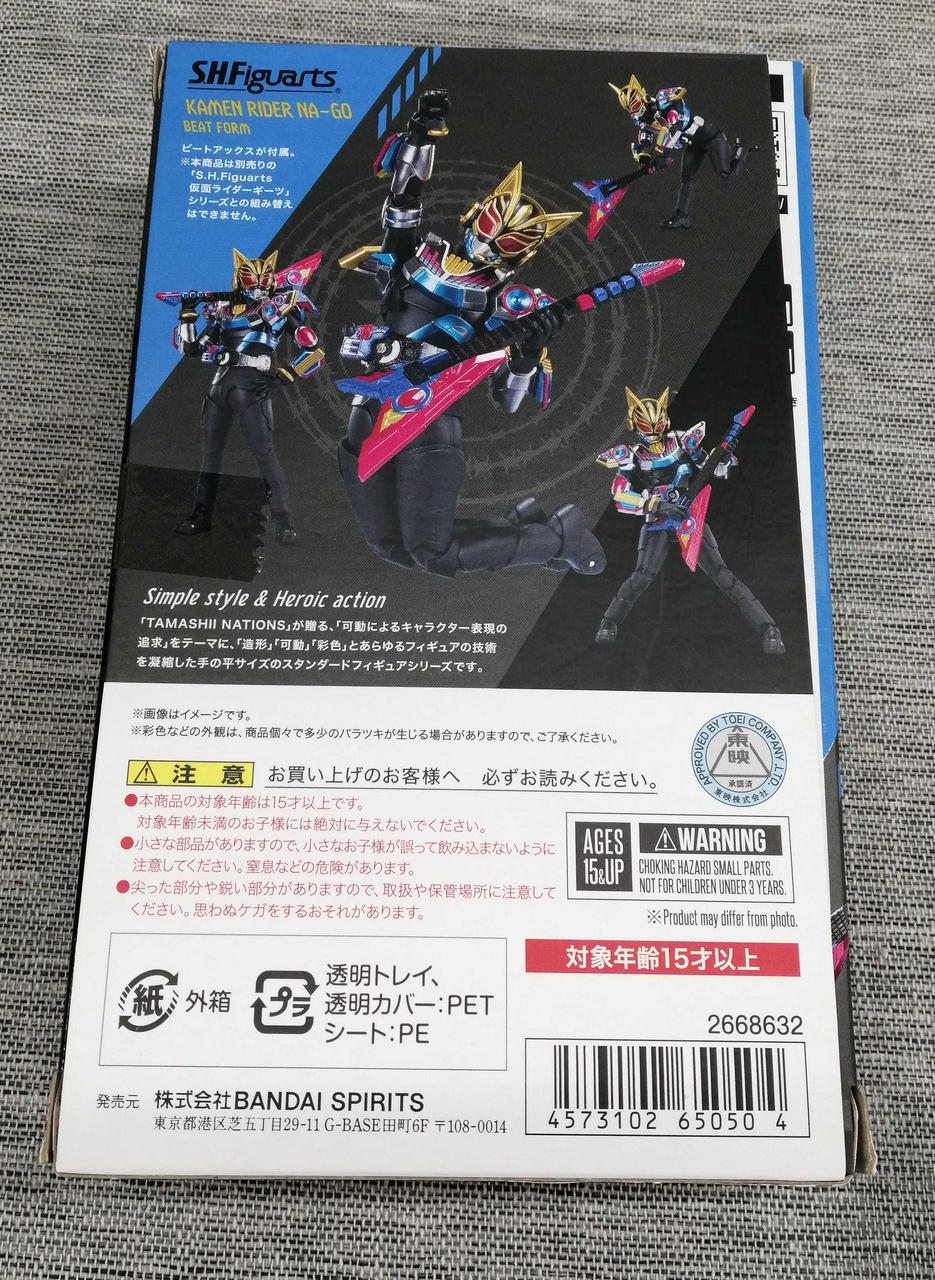 S.H.Figuarts
KAMEN RIDER NA-GO
BEAT FORM
ビートアックスが付属。
※本商品は別売りの
「S.H.Figuarts
仮面ライダーギーツ」
シリーズとの組み替え
はできません。
Simple style & Heroic action
「TAMASHII NATIONS」が贈る、「可動によるキャラクター表現の
追求」をテーマに、「造形」「可動」「彩色」とあらゆるフィギュアの技術
を凝縮した手の平サイズのスタンダードフィギュアシリーズです。
※画像はイメージです。
※彩色などの外観は、商品個々で多少のバラツキが生じる場合がありますので、ご了承ください。
APPROVED BY TOEI COMPANY, LTD.
東映
承認済
東映株式会社
注意 お買い上げのお客様へ 必ずお読みください。
●本商品の対象年齢は15才以上です。
対象年齢未満のお子様には絶対に与えないでください。
●小さな部品がありますので、小さなお子様が誤って飲み込まないように
注意してください。窒息などの危険があります。
●尖った部分や鋭い部分がありますので、取扱や保管場所に注意して
ください。思わぬケガをするおそれがあります。
AGES
15&UP
WARNING
CHOKING HAZARD SMALL PARTS.
NOT FOR CHILDREN UNDER 3 YEARS.
※Product may differ from photo.
対象年齢15才以上
紙 外箱
プラ 透明トレイ、
透明カバー:PET
シート:PE
2668632
4573102 65050 4
発売元 株式会社BANDAI SPIRITS
東京都港区芝五丁目29-11 G-BASE田町6F 〒108-0014